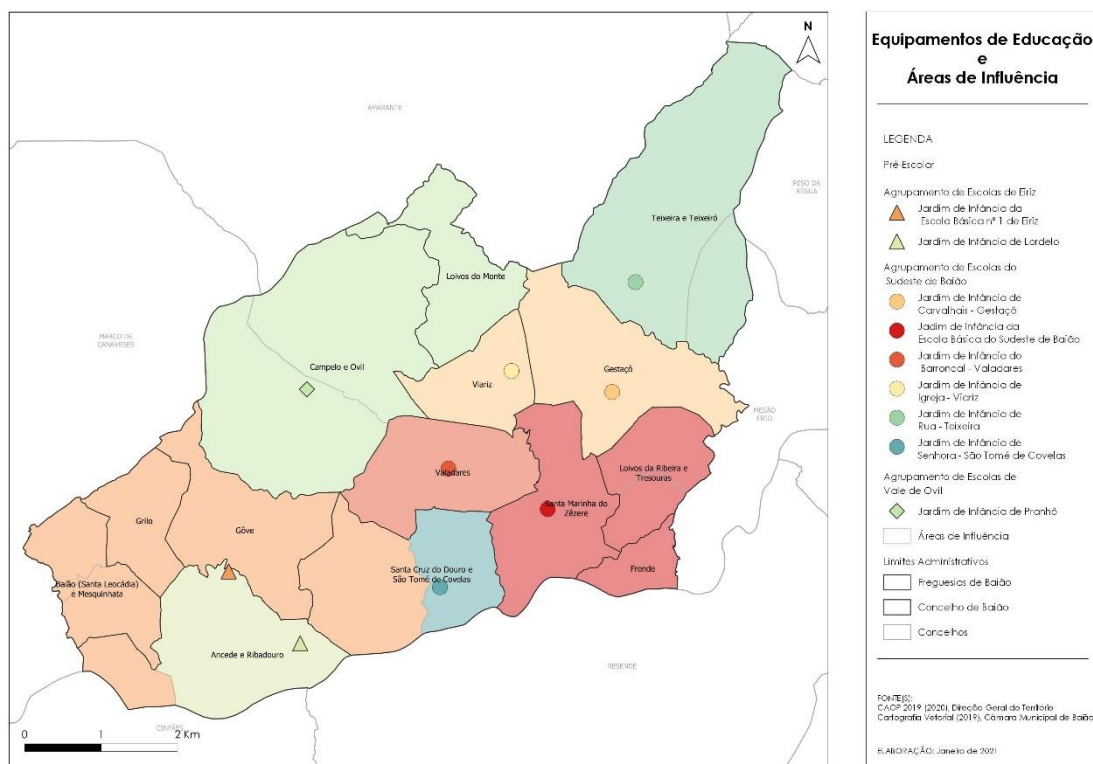 N
AMARANTE
PESO DA
RÉGUA
Teixeira e Teixeiró
Loivos do Monte
MARCO DE
CANAVESES
Campelo e Ovil
Viariz
Gestaçô
MESÃO
FRIO
Valadares
Loivos da Ribeira e
Tresouras
Santa Marinha do
Zêzere
Grilo
Gôve
Santa Cruz do Douro e
São Tomé de Covelas
Frende
Baião (Santa Leocádia)
e Mesquinhata
Ancede e Ribadouro
RESENDE
CINFÃES
0 1 2 Km
Equipamentos de Educação
e
Áreas de Influência
LEGENDA
Pré-Escolar
Agrupamento de Escolas de Eiriz
Jardim de Infância da
Escola Básica nº 1 de Eiriz
Jardim de Infância de Lordelo
Agrupamento de Escolas do
Sudeste de Baião
Jardim de Infância de
Carvalhais - Gestaçô
Jadim de Infância da
Escola Básica do Sudeste de Baião
Jardim de Infância do
Barroncal - Valadares
Jardim de Infância de
Igreja - Viariz
Jardim de Infância de
Rua - Teixeira
Jardim de Infância de
Senhora - São Tomé de Covelas
Agrupamento de Escolas de
Vale de Ovil
Jardim de Infância de Pranhô
Áreas de Influência
Limites Administrativos
Freguesias de Baião
Concelho de Baião
Concelhos
FONTE(S):
CAOP 2019 (2020), Direção Geral do Território
Cartografia Vetorial (2019), Câmara Municipal de Baião
ELABORAÇÃO: Janeiro de 2021